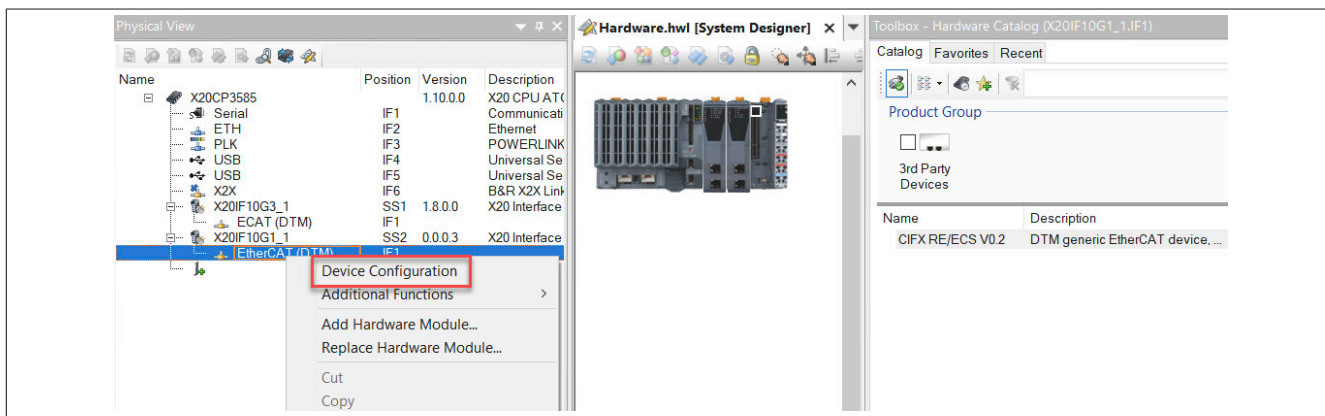 Physical View
Name Position Version Description
X20CP3585 1.10.0.0 X20 CPU ATO
Serial IF1 Communicati
ETH IF2 Ethernet
PLK IF3 POWERLINK
USB IF4 Universal Se
USB IF5 Universal Se
X2X IF6 B&R X2X Link
X20IF10G3_1 SS1 1.8.0.0 X20 Interface
ECAT (DTM) IF1
X20IF10G1_1 SS2 0.0.0.3 X20 Interface
EtherCAT (DTM) IF1
Device Configuration
Additional Functions
Add Hardware Module...
Replace Hardware Module...
Cut
Copy
Hardware.hwl [System Designer]
Toolbox - Hardware Catalog (X20IF10G1_1.IF1)
Catalog Favorites Recent
Product Group
3rd Party
Devices
Name Description
CIFX RE/ECS V0.2 DTM generic EtherCAT device, ...